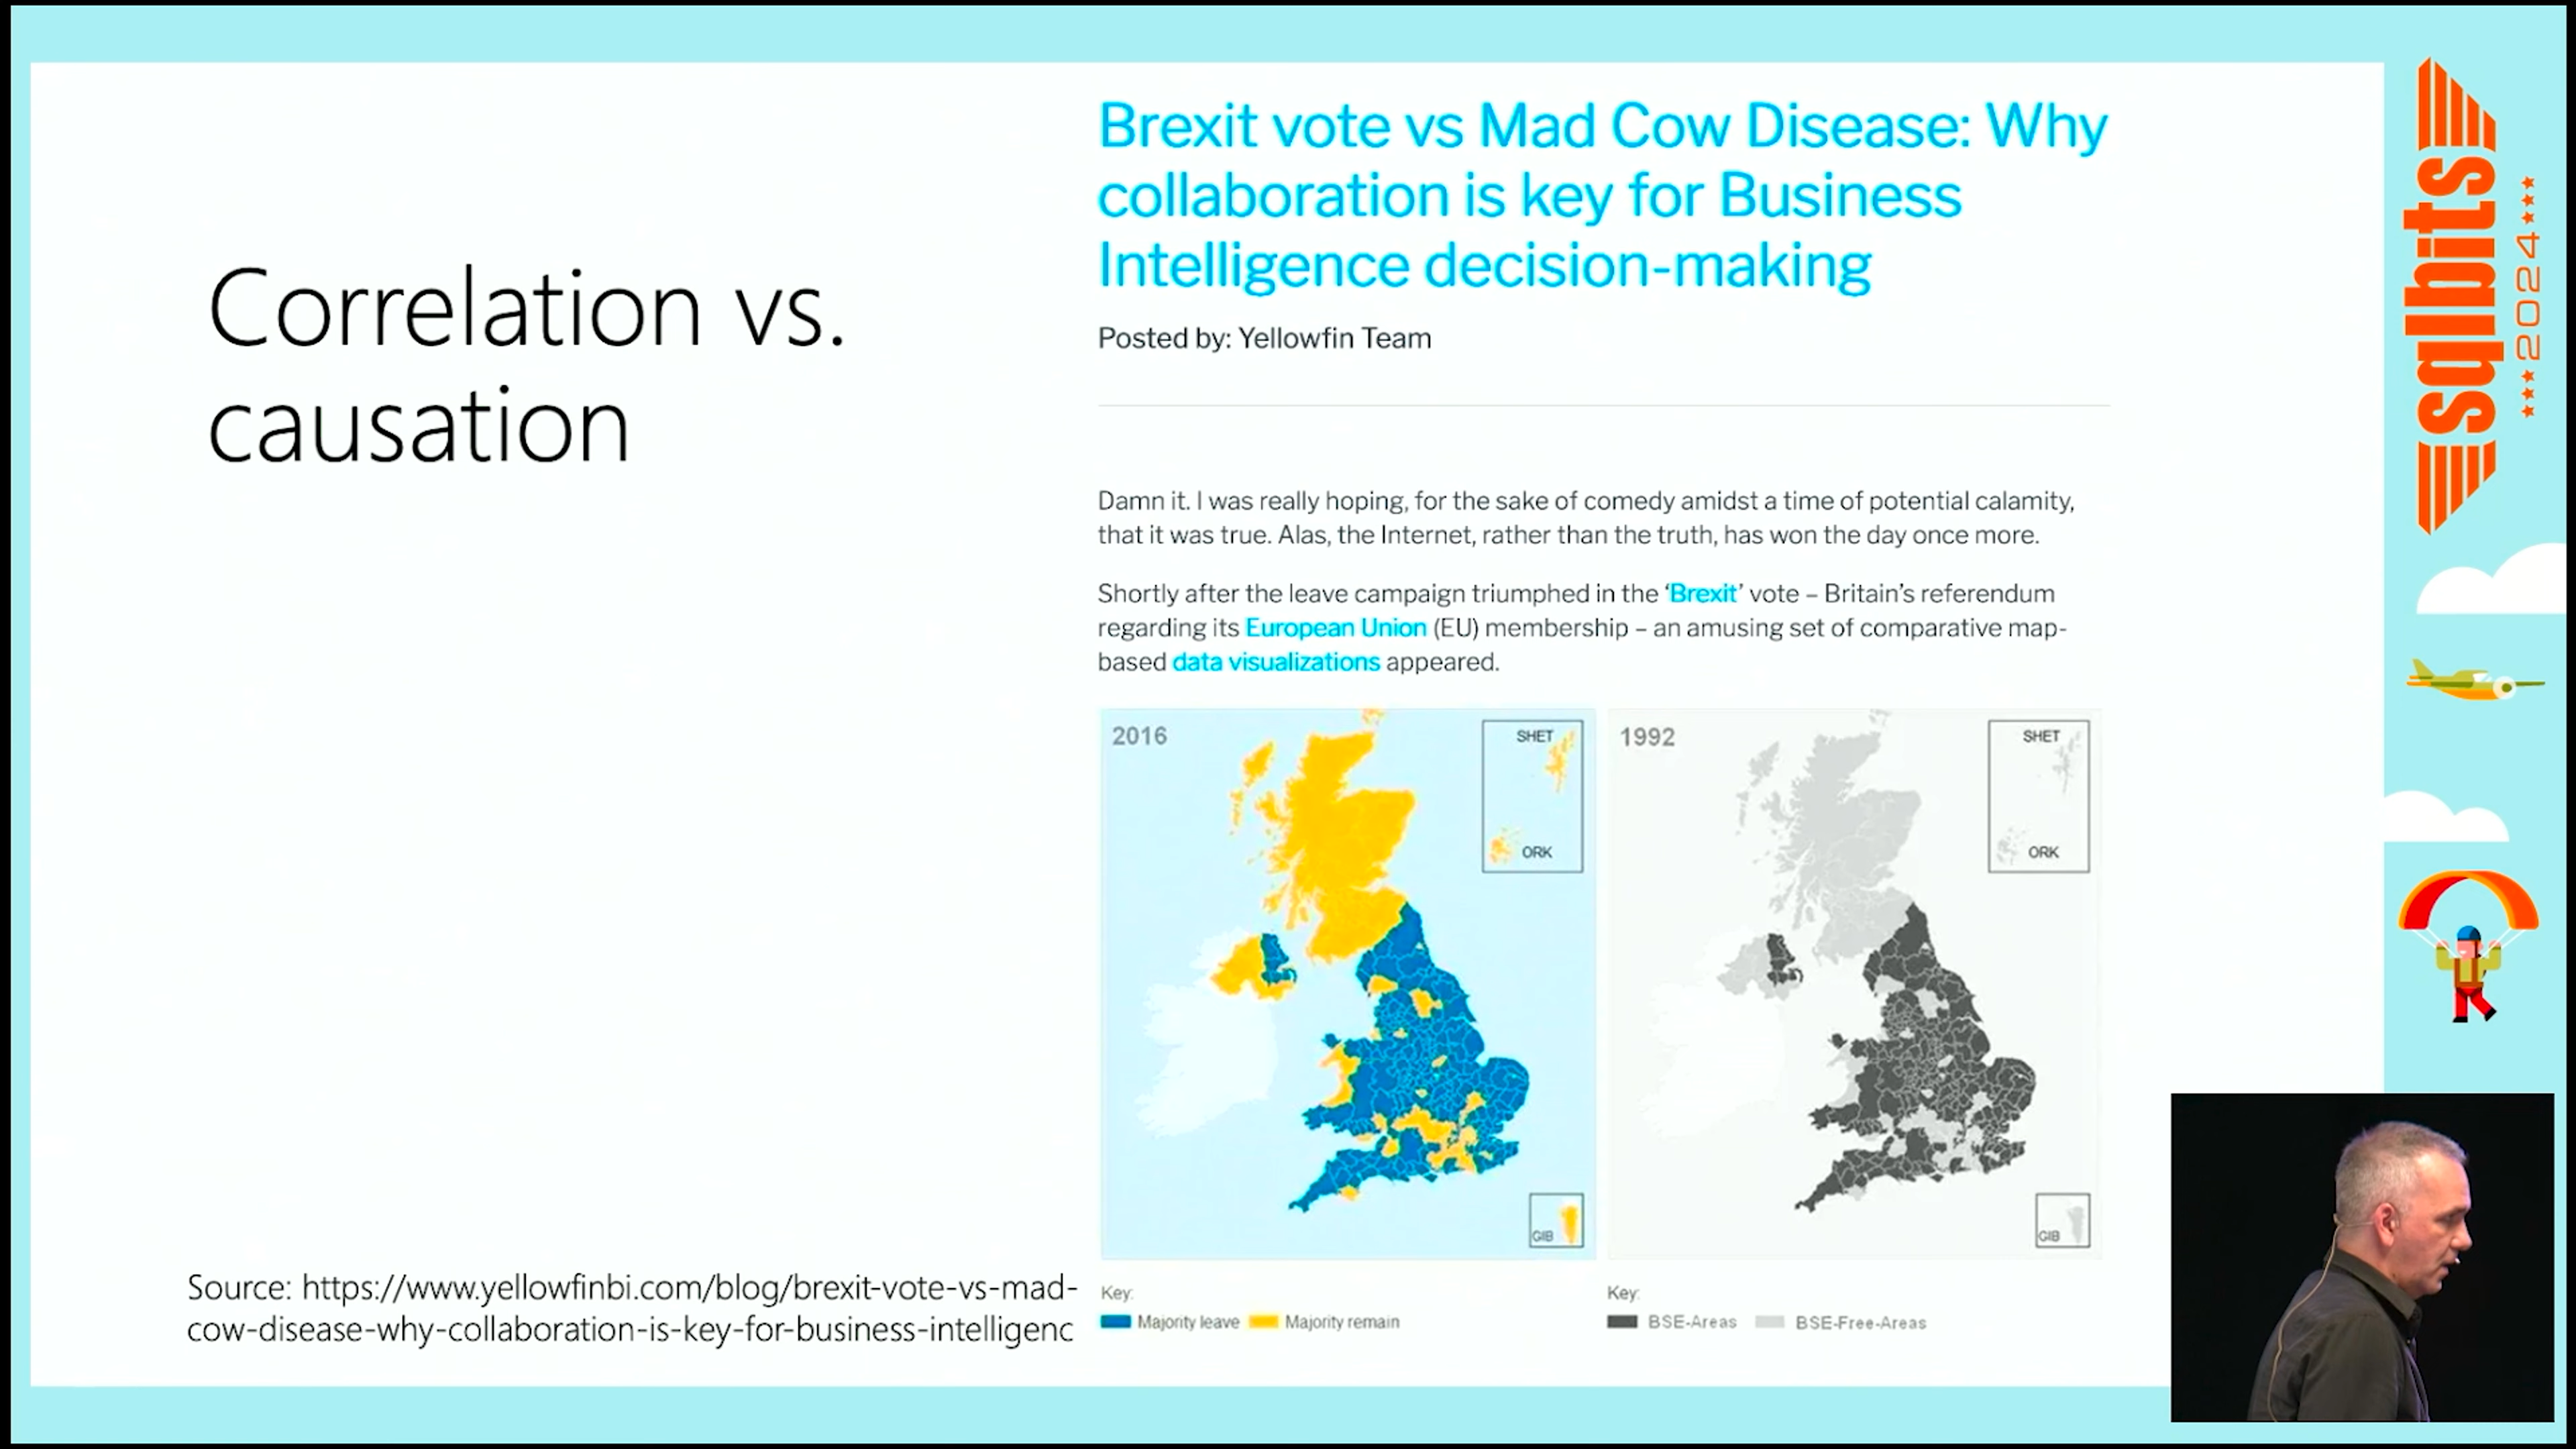 Correlation vs.
causation
Source: https://www.yellowfinbi.com/blog/brexit-vote-vs-mad-
cow-disease-why-collaboration-is-key-for-business-intelligenc
Brexit vote vs Mad Cow Disease: Why
collaboration is key for Business
Intelligence decision-making
Posted by: Yellowfin Team
Damn it. I was really hoping, for the sake of comedy amidst a time of potential calamity,
that it was true. Alas, the Internet, rather than the truth, has won the day once more.
Shortly after the leave campaign triumphed in the ‘Brexit’ vote – Britain’s referendum
regarding its European Union (EU) membership – an amusing set of comparative map-
based data visualizations appeared.
2016
SHET
ORK
GIB
Key:
Majority leave Majority remain
1992
SHET
ORK
GIB
Key:
BSE-Areas BSE-Free-Areas
sqlbits
2024